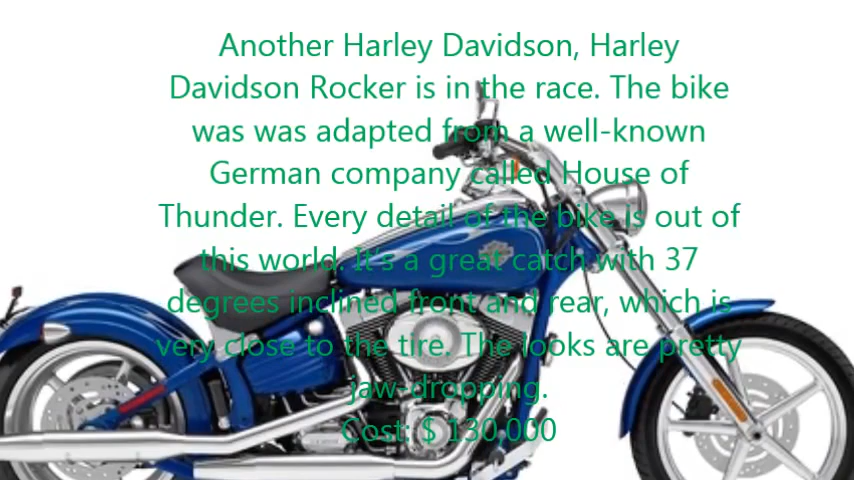 Another Harley Davidson, Harley
Davidson Rocker is in the race. The bike
was was adapted from a well-known
German company called House of
Thunder. Every detail of the bike is out of
this world. It's a great catch with 37
degrees inclined front and rear, which is
very close to the tire. The looks are pretty
jaw-dropping.
Cost: $ 130,000